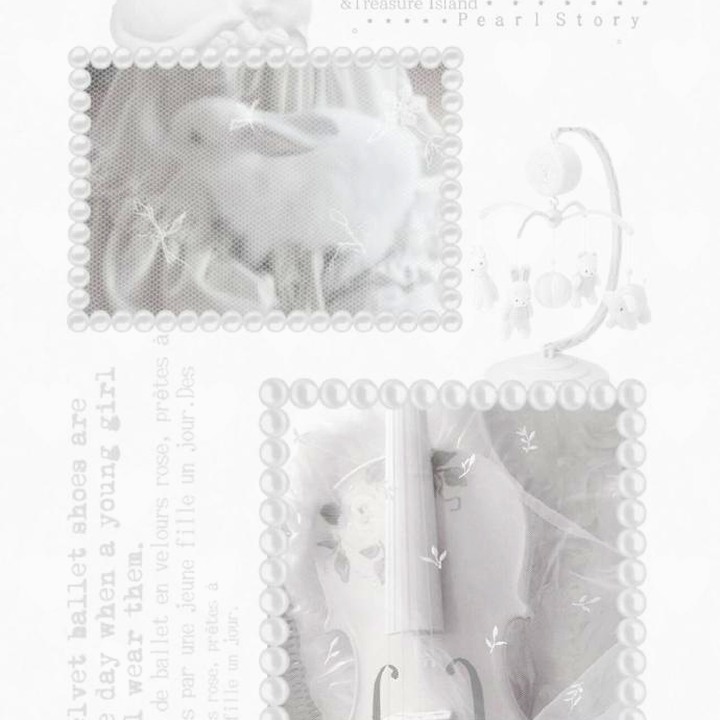 &Treasure Island
Pearl Story
elvet ballet shoes are
e day when a young girl
l wear them.
de ballet en velours rose, prêtes à
s par une jeune fille un jour.Des
s rose, prêtes à
fille un jour.